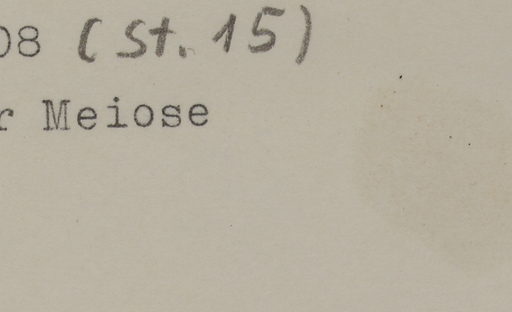 08 (St. 15)
r Meiose